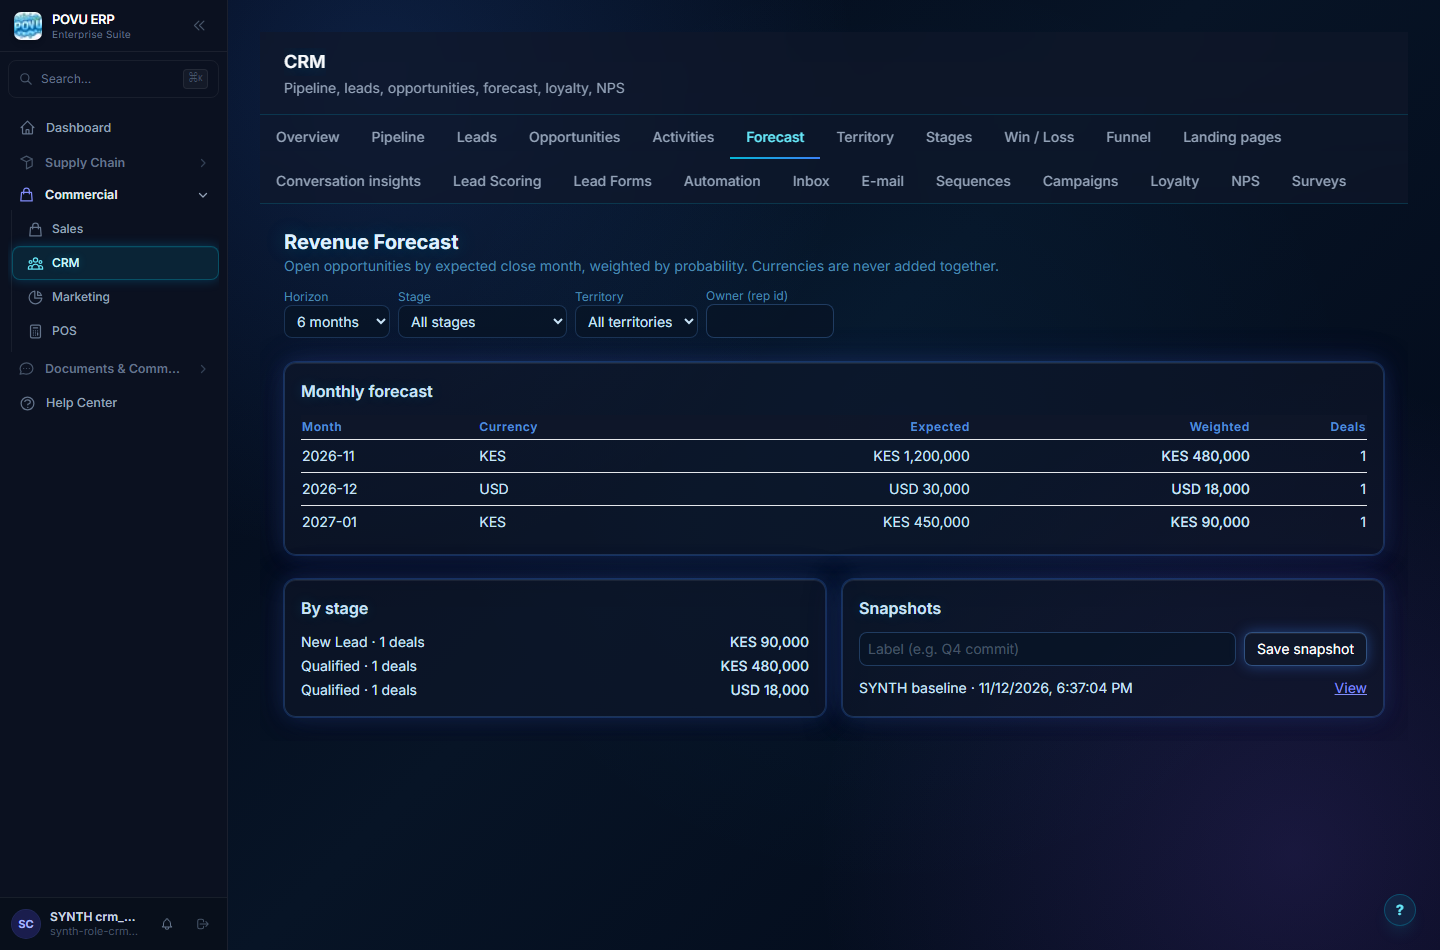 POVU ERP
Enterprise Suite
Search...
⌘K
Dashboard
Supply Chain
Commercial
Sales
CRM
Marketing
POS
Documents & Comm...
Help Center
SC
SYNTH crm_...
synth-role-crm...
CRM
Pipeline, leads, opportunities, forecast, loyalty, NPS
Overview Pipeline Leads Opportunities Activities Forecast Territory Stages Win / Loss Funnel Landing pages
Conversation insights Lead Scoring Lead Forms Automation Inbox E-mail Sequences Campaigns Loyalty NPS Surveys
Revenue Forecast
Open opportunities by expected close month, weighted by probability. Currencies are never added together.
Horizon Stage Territory Owner (rep id)
6 months All stages All territories
Monthly forecast
Month Currency Expected Weighted Deals
2026-11 KES KES 1,200,000 KES 480,000 1
2026-12 USD USD 30,000 USD 18,000 1
2027-01 KES KES 450,000 KES 90,000 1
By stage
New Lead · 1 deals KES 90,000
Qualified · 1 deals KES 480,000
Qualified · 1 deals USD 18,000
Snapshots
Label (e.g. Q4 commit) Save snapshot
SYNTH baseline · 11/12/2026, 6:37:04 PM View
?